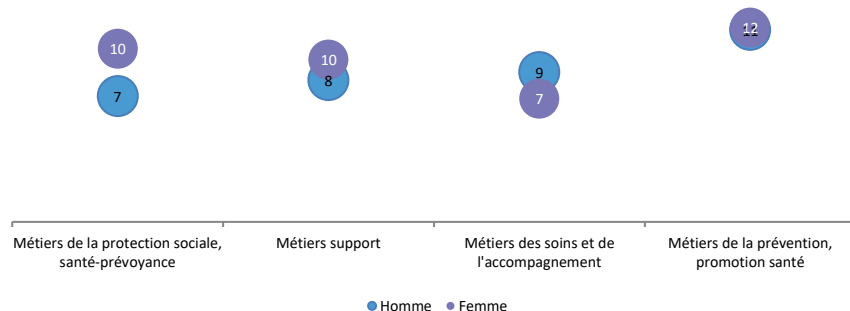 10
7
10
8
9
7
12
11
Métiers de la protection sociale,
santé-prévoyance
Métiers support
Métiers des soins et de
l'accompagnement
Métiers de la prévention,
promotion santé
Homme
Femme